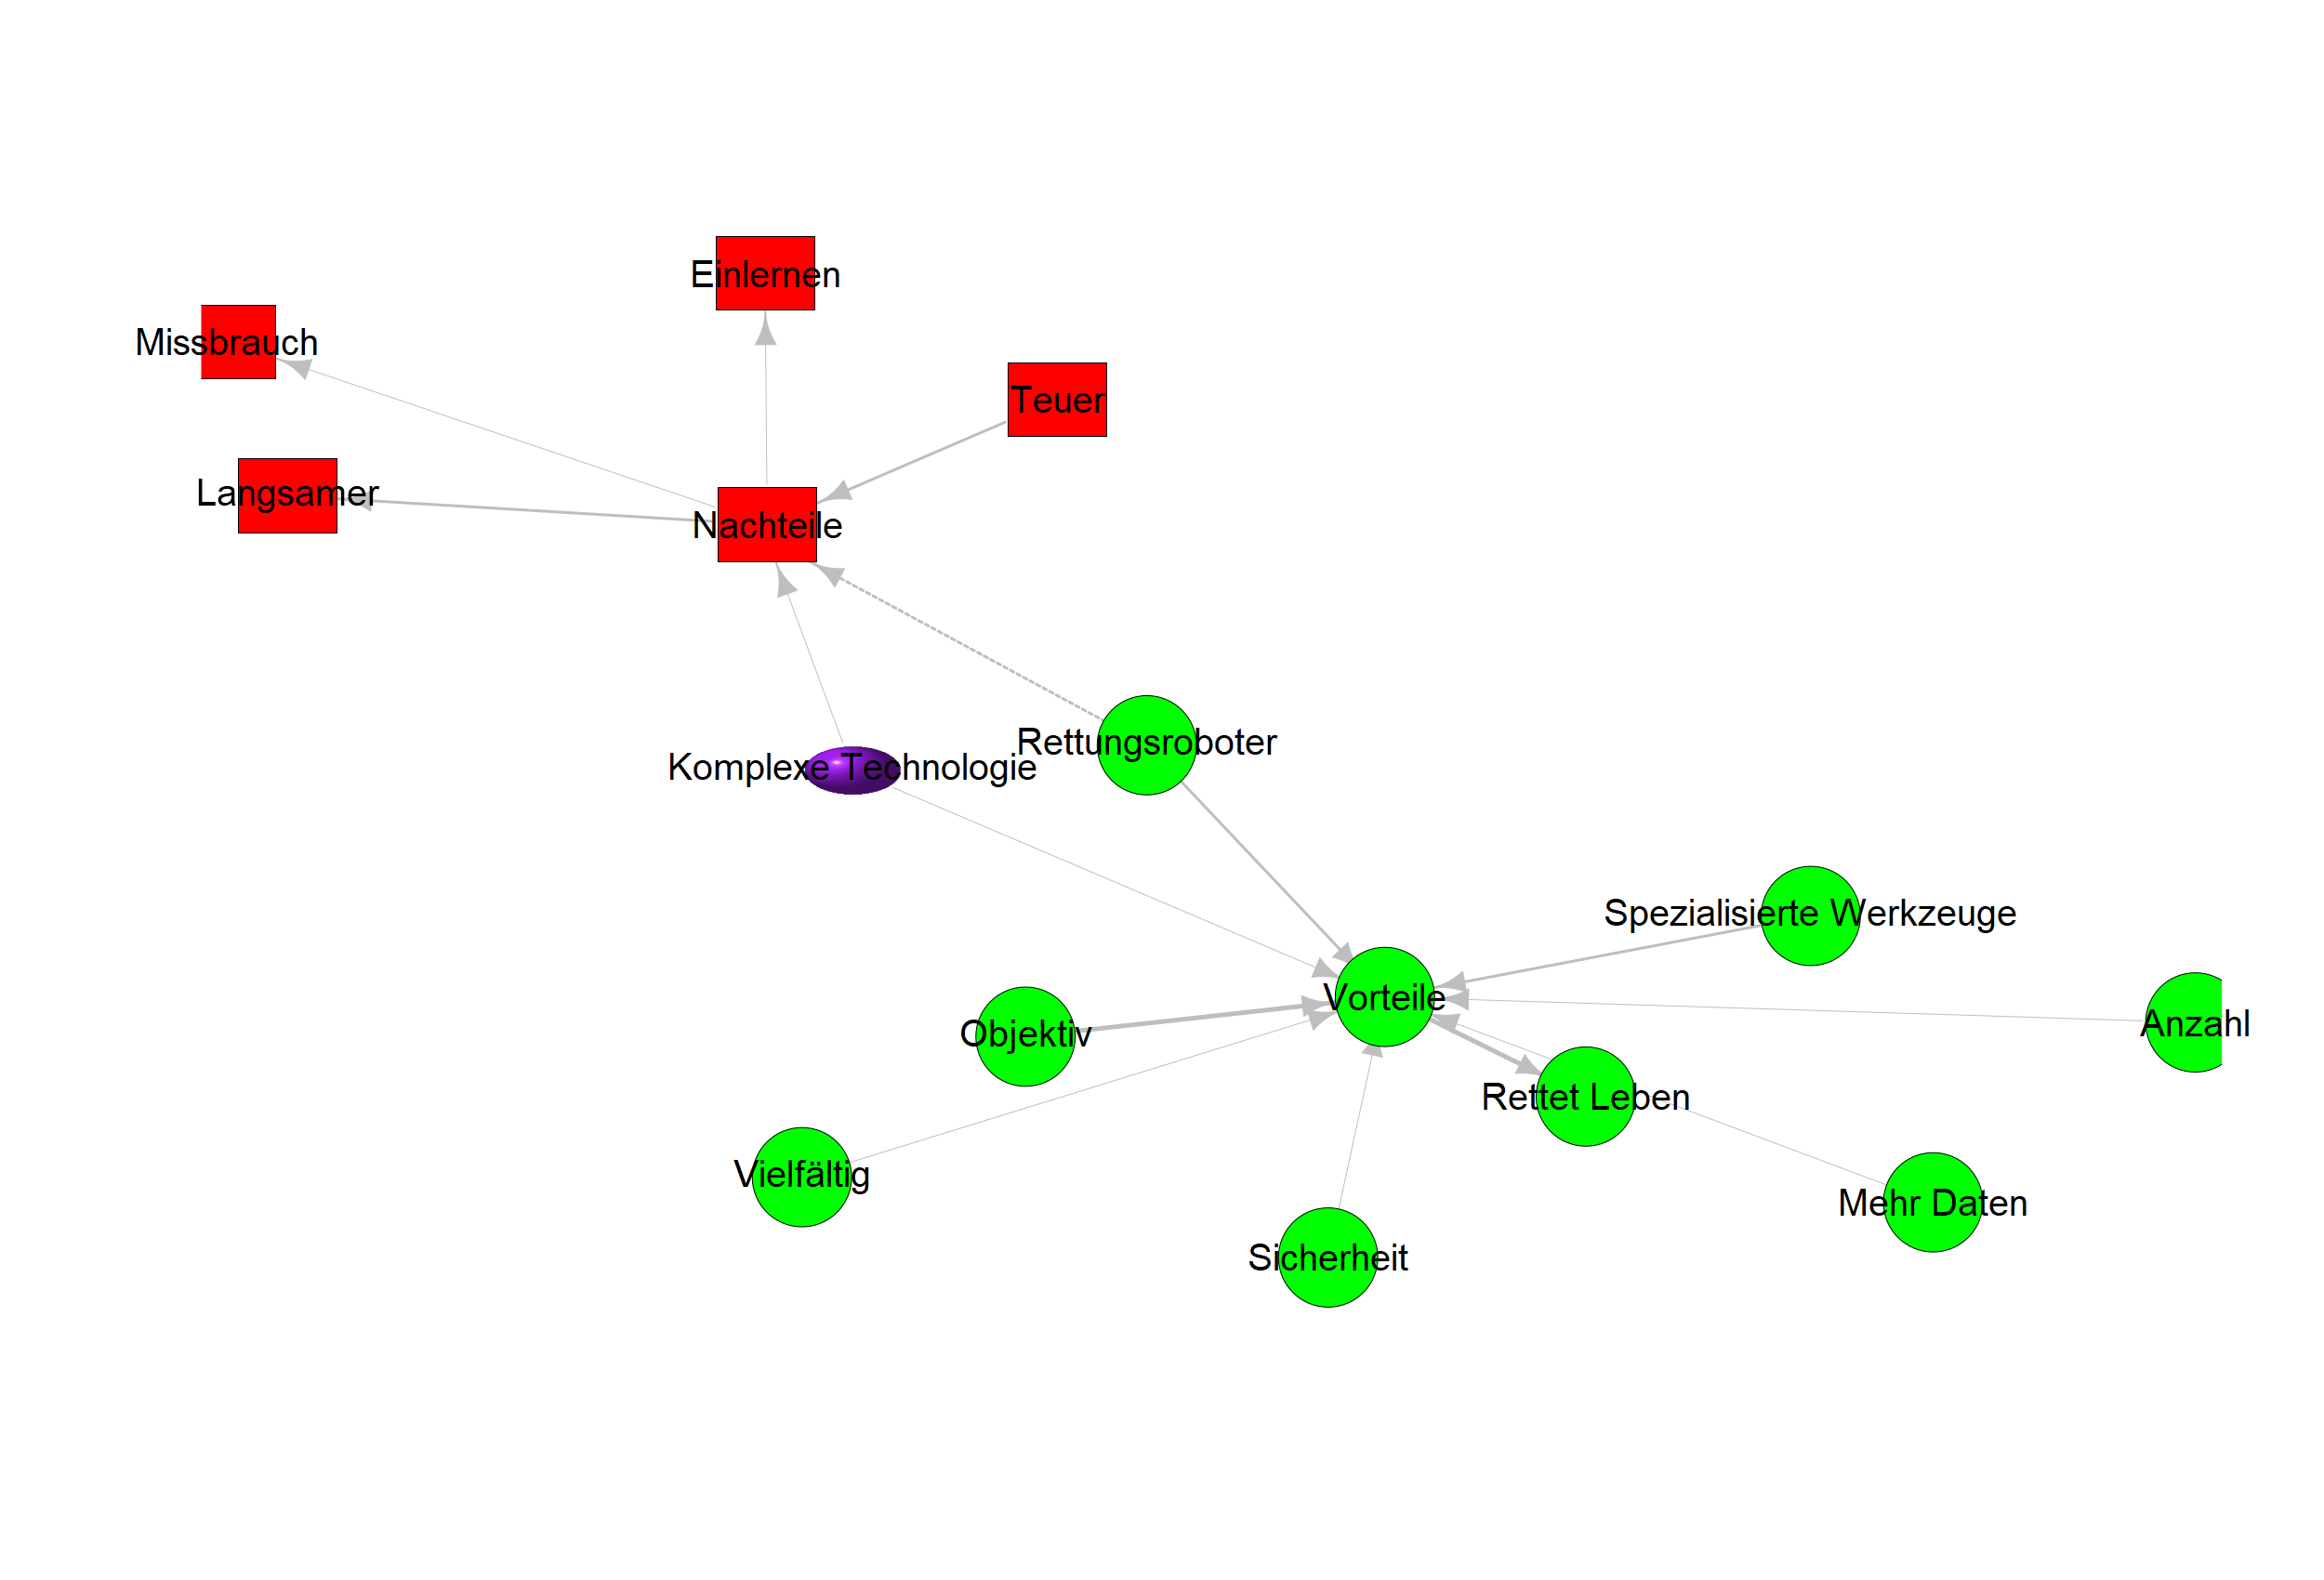 Einlernen
Missbrauch
Teuer
Langsamer
Nachteile
Rettungsroboter
Komplexe Technologie
Spezialisierte Werkzeuge
Vorteile
Anzahl
Objektiv
Rettet Leben
Vielfältig
Mehr Daten
Sicherheit